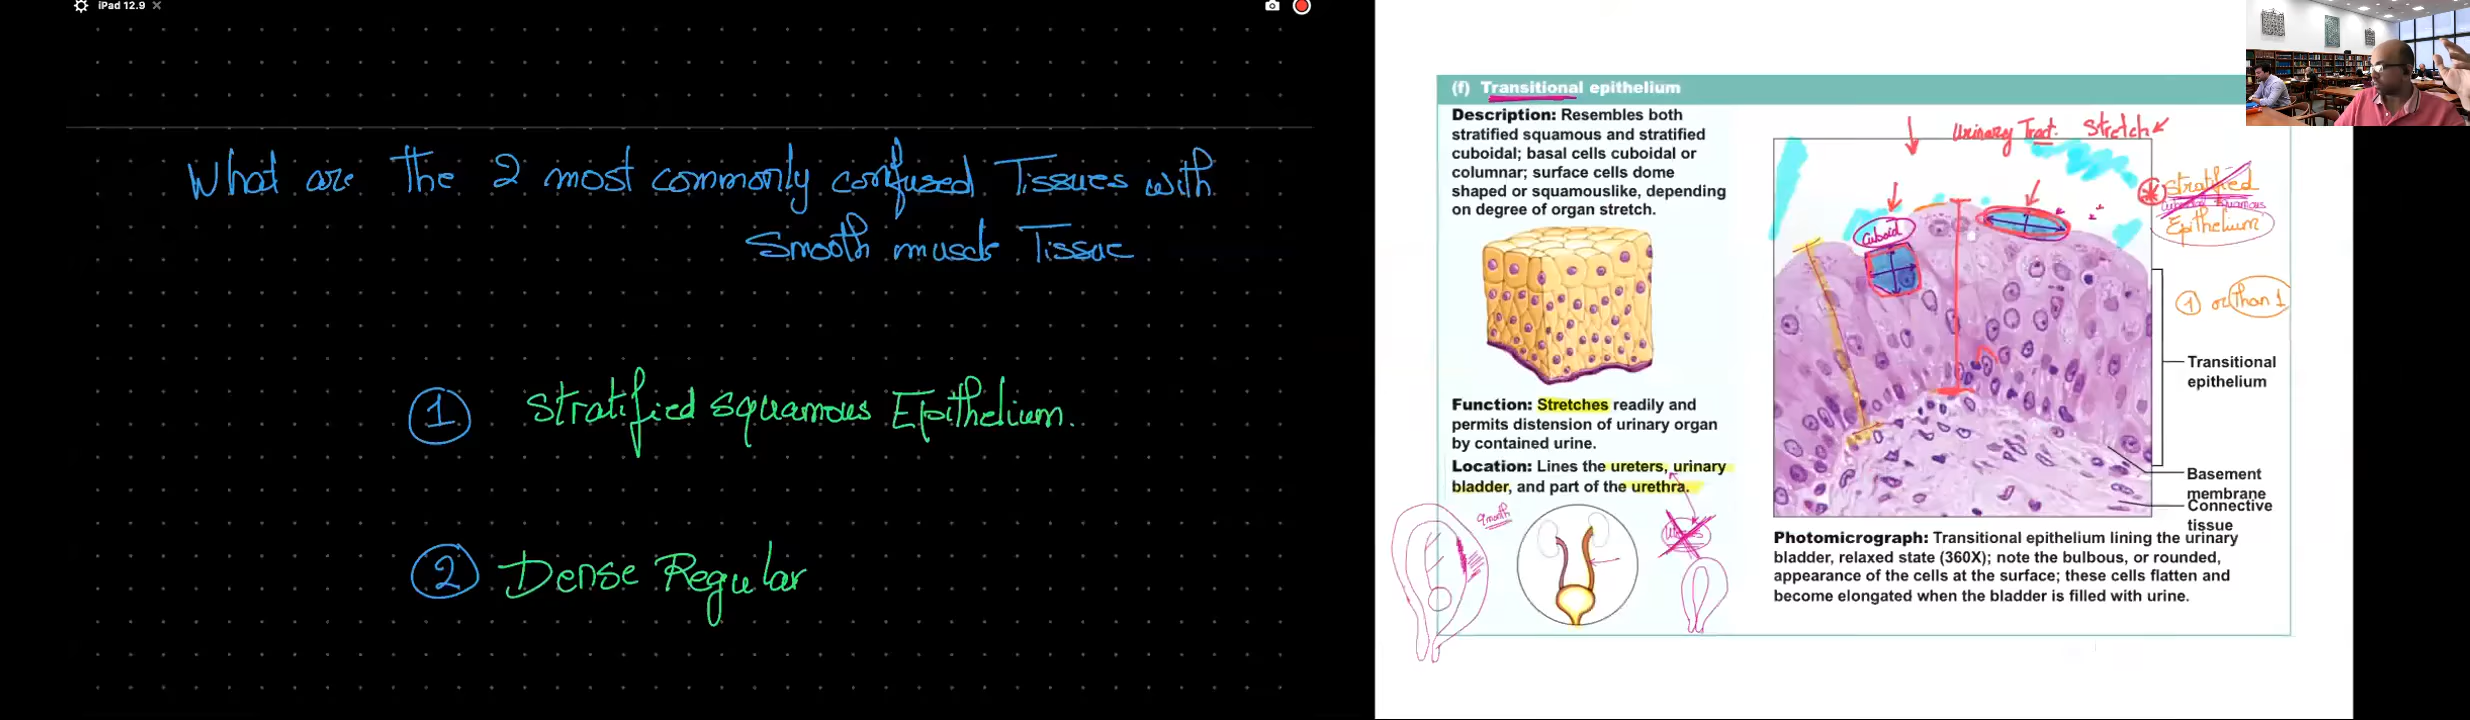 iPad 12.9
What are the 2 most commonly confused Tissues with
Smooth muscle Tissue
1 Stratified Squamous Epithelium.
2 Dense Regular
(f) Transitional epithelium
Description: Resembles both
stratified squamous and stratified
cuboidal; basal cells cuboidal or
columnar; surface cells dome
shaped or squamouslike, depending
on degree of organ stretch.
Function: Stretches readily and
permits distension of urinary organ
by contained urine.
Location: Lines the ureters, urinary
bladder, and part of the urethra.
9 month
Urinary Tract. Stretch
Cuboid
Stratified
Squamous
Epithelium
1 or than 1
Transitional
epithelium
Basement
membrane
Connective
tissue
Photomicrograph: Transitional epithelium lining the urinary
bladder, relaxed state (360X); note the bulbous, or rounded,
appearance of the cells at the surface; these cells flatten and
become elongated when the bladder is filled with urine.